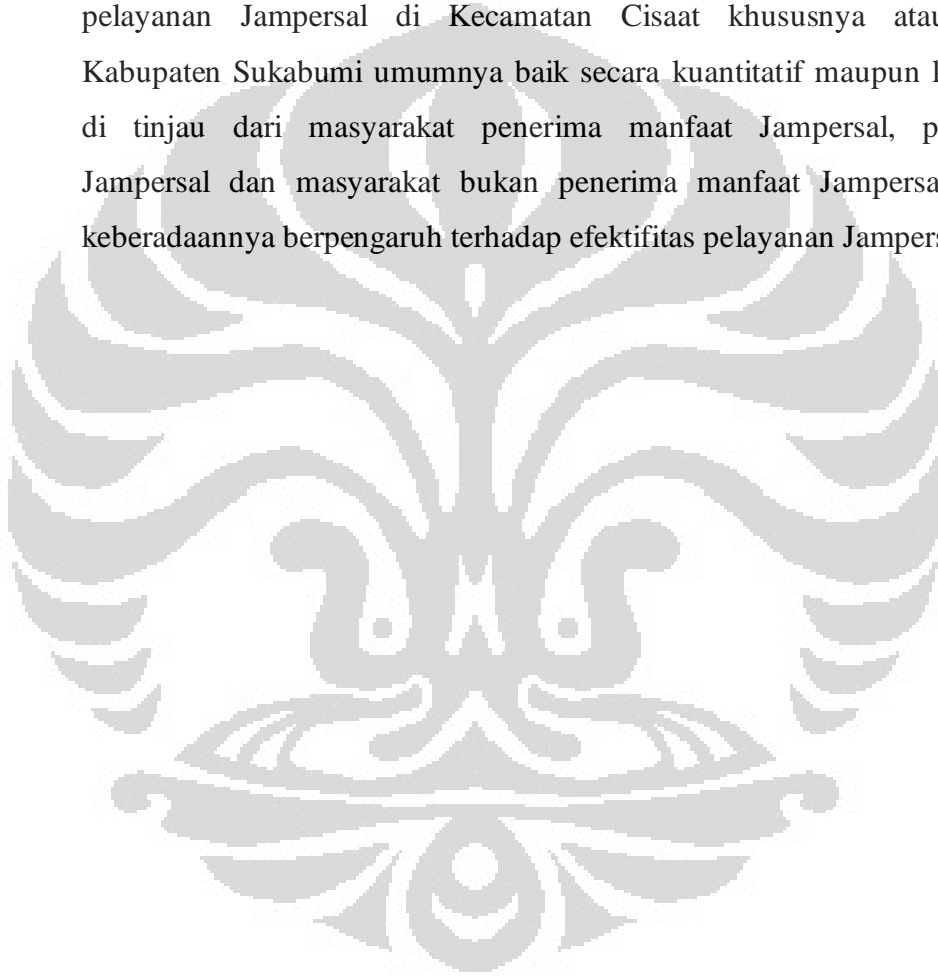 pelayanan Jampersal di Kecamatan Cisaat khususnya atau
Kabupaten Sukabumi umumnya baik secara kuantitatif maupun
di tinjau dari masyarakat penerima manfaat Jampersal,
Jampersal dan masyarakat bukan penerima manfaat
keberadaannya berpengaruh terhadap efektifitas pelayanan